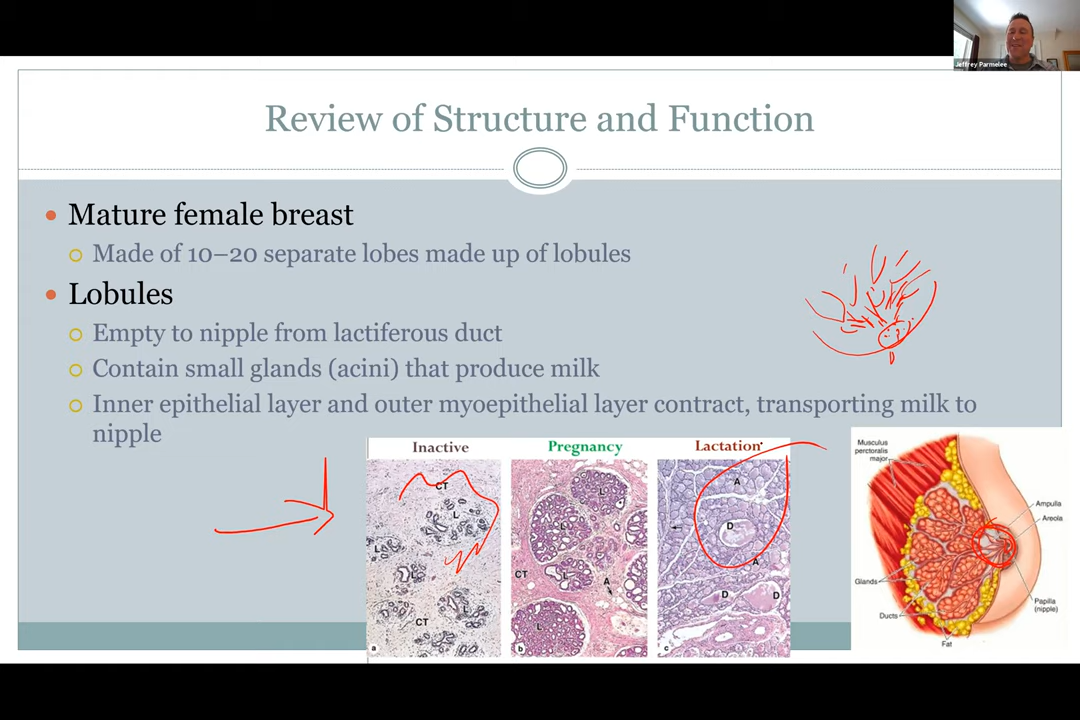 Jeffrey Parmelee
Review of Structure and Function
Mature female breast
Made of 10–20 separate lobes made up of lobules
Lobules
Empty to nipple from lactiferous duct
Contain small glands (acini) that produce milk
Inner epithelial layer and outer myoepithelial layer contract, transporting milk to
nipple
Inactive
CT
L
L
L
CT
a
Pregnancy
L
L
CT
L
A
L
b
Lactation
A
D
A
D
D
c
Musculus
perctoralis
major
Ampulla
Areola
Glands
Papilla
(nipple)
Ducts
Fat